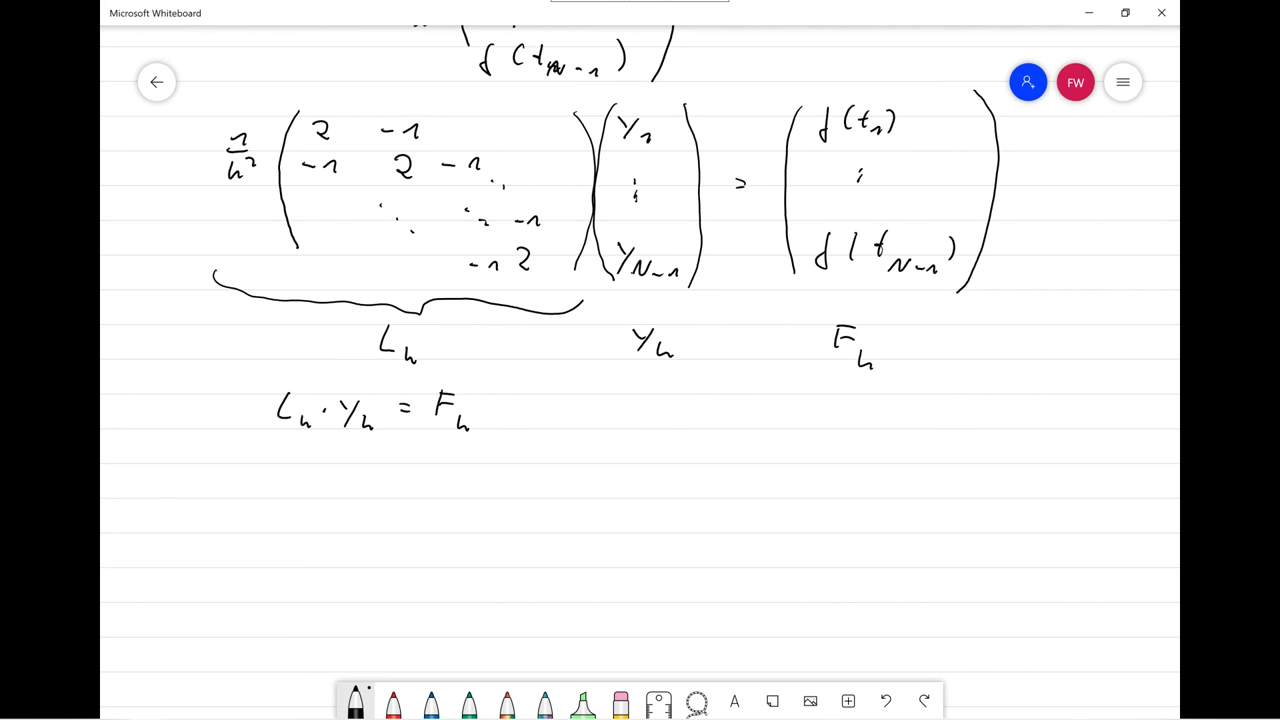 Microsoft Whiteboard
f(t_{N-1})
FW
1/h² ( 2 -1 ) ( y_1 ) = ( f(t_1) )
-1 2 -1 ⋱ ⋮ ⋮
⋱ ⋱ -1
-1 2 y_{N-1} f(t_{N-1})
L_h y_h F_h
L_h · y_h = F_h
A